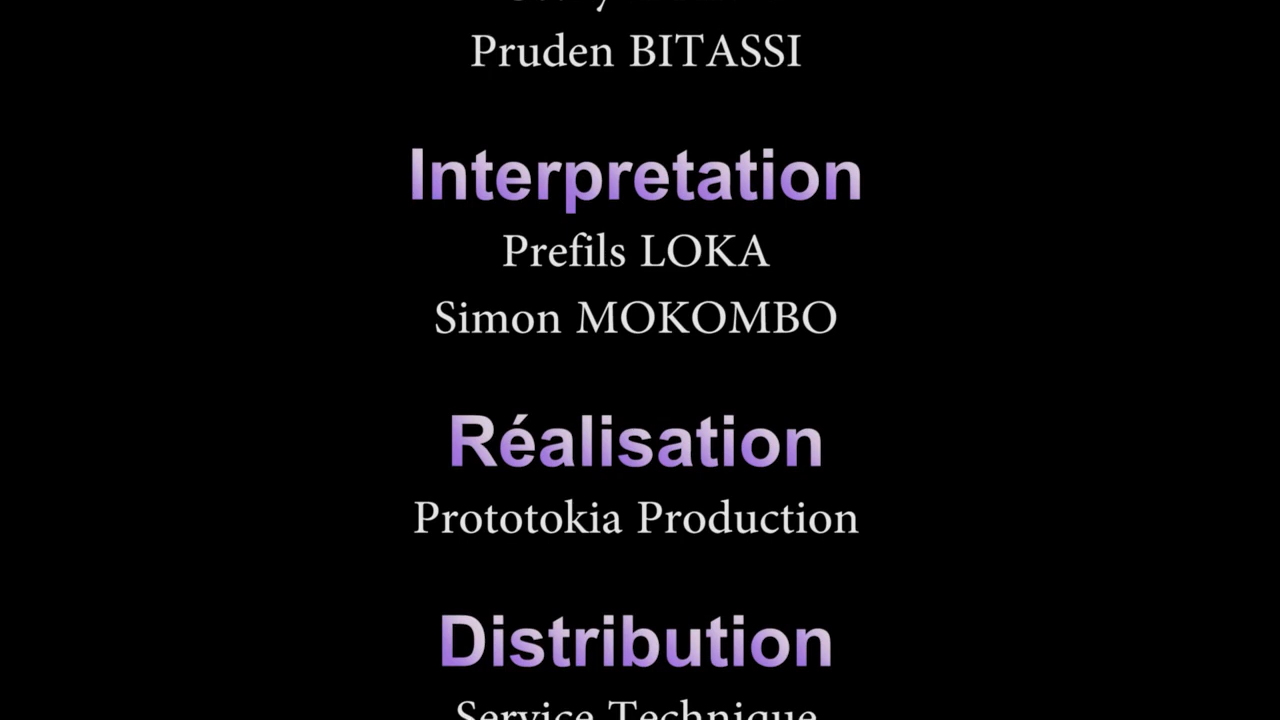 Pruden BITASSI
Interpretation
Prefils LOKA
Simon MOKOMBO
Réalisation
Prototokia Production
Distribution
Service Technique